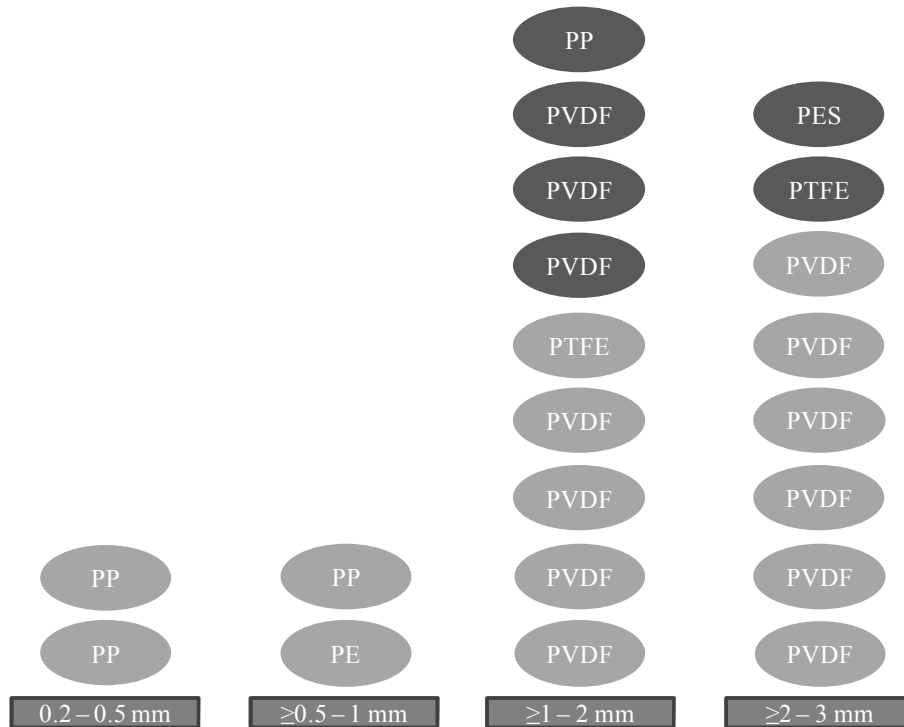 PP
PVDF PES
PVDF PTFE
PVDF PVDF
PTFE PVDF
PVDF PVDF
PVDF PVDF
PP PP PVDF PVDF
PP PE PVDF PVDF
0.2 – 0.5 mm ≥0.5 – 1 mm ≥1 – 2 mm ≥2 – 3 mm